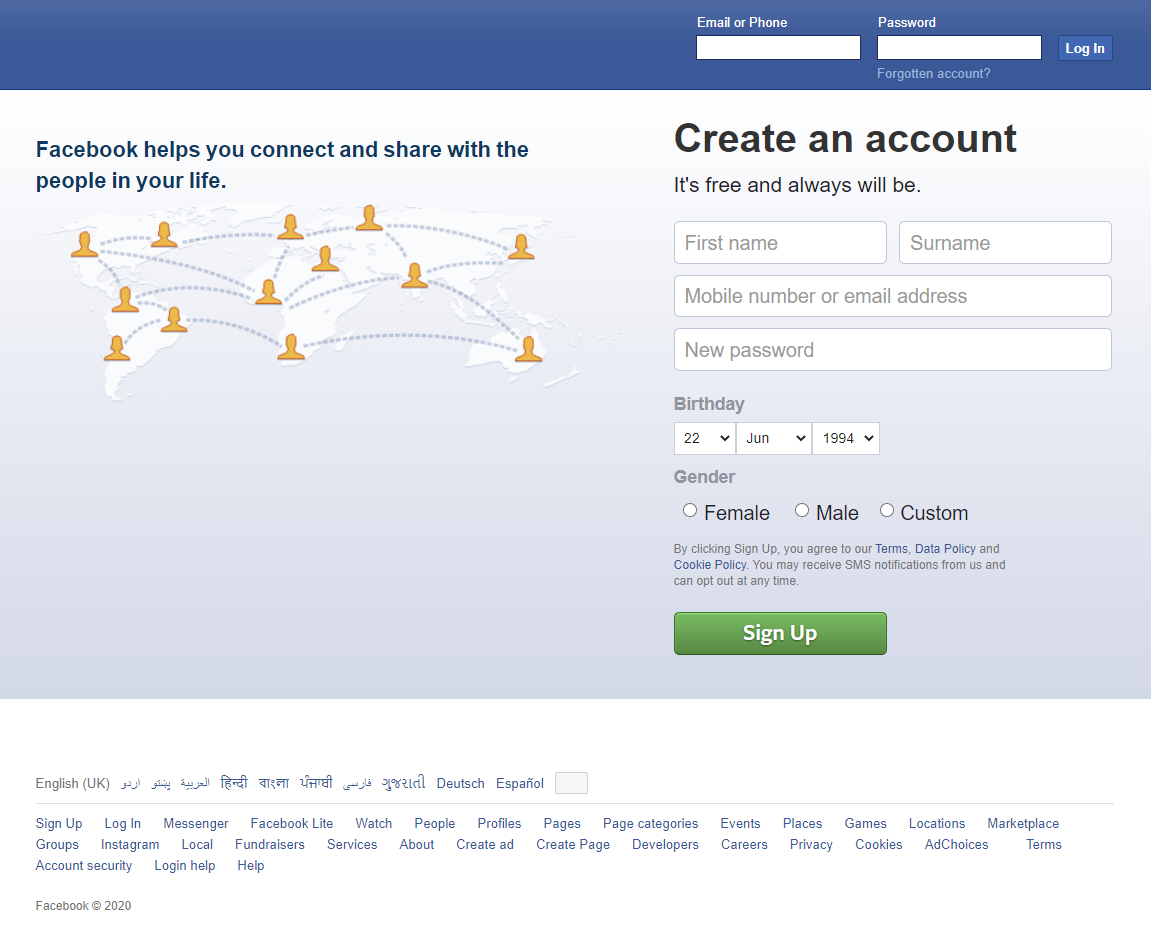 Email or Phone Password
Log In
Forgotten account?
Facebook helps you connect and share with the
people in your life.
Create an account
It's free and always will be.
First name Surname
Mobile number or email address
New password
Birthday
22 Jun 1994
Gender
Female Male Custom
By clicking Sign Up, you agree to our Terms, Data Policy and
Cookie Policy. You may receive SMS notifications from us and
can opt out at any time.
Sign Up
English (UK) اردو پښتو العربية हिन्दी বাংলা ਪੰਜਾਬੀ فارسی ગુજરાતી Deutsch Español
Sign Up Log In Messenger Facebook Lite Watch People Profiles Pages Page categories Events Places Games Locations Marketplace
Groups Instagram Local Fundraisers Services About Create ad Create Page Developers Careers Privacy Cookies AdChoices Terms
Account security Login help Help
Facebook © 2020